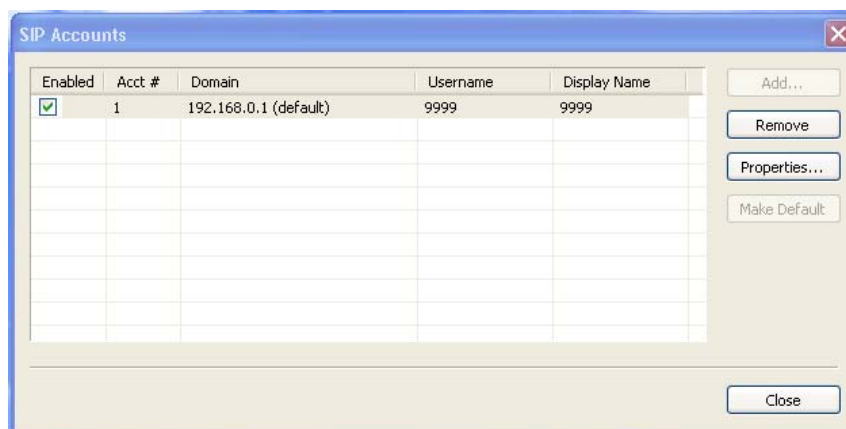 SIP Accounts
Enabled Acct # Domain Username Display Name
1 192.168.0.1 (default) 9999 9999
Add...
Remove
Properties...
Make Default
Close